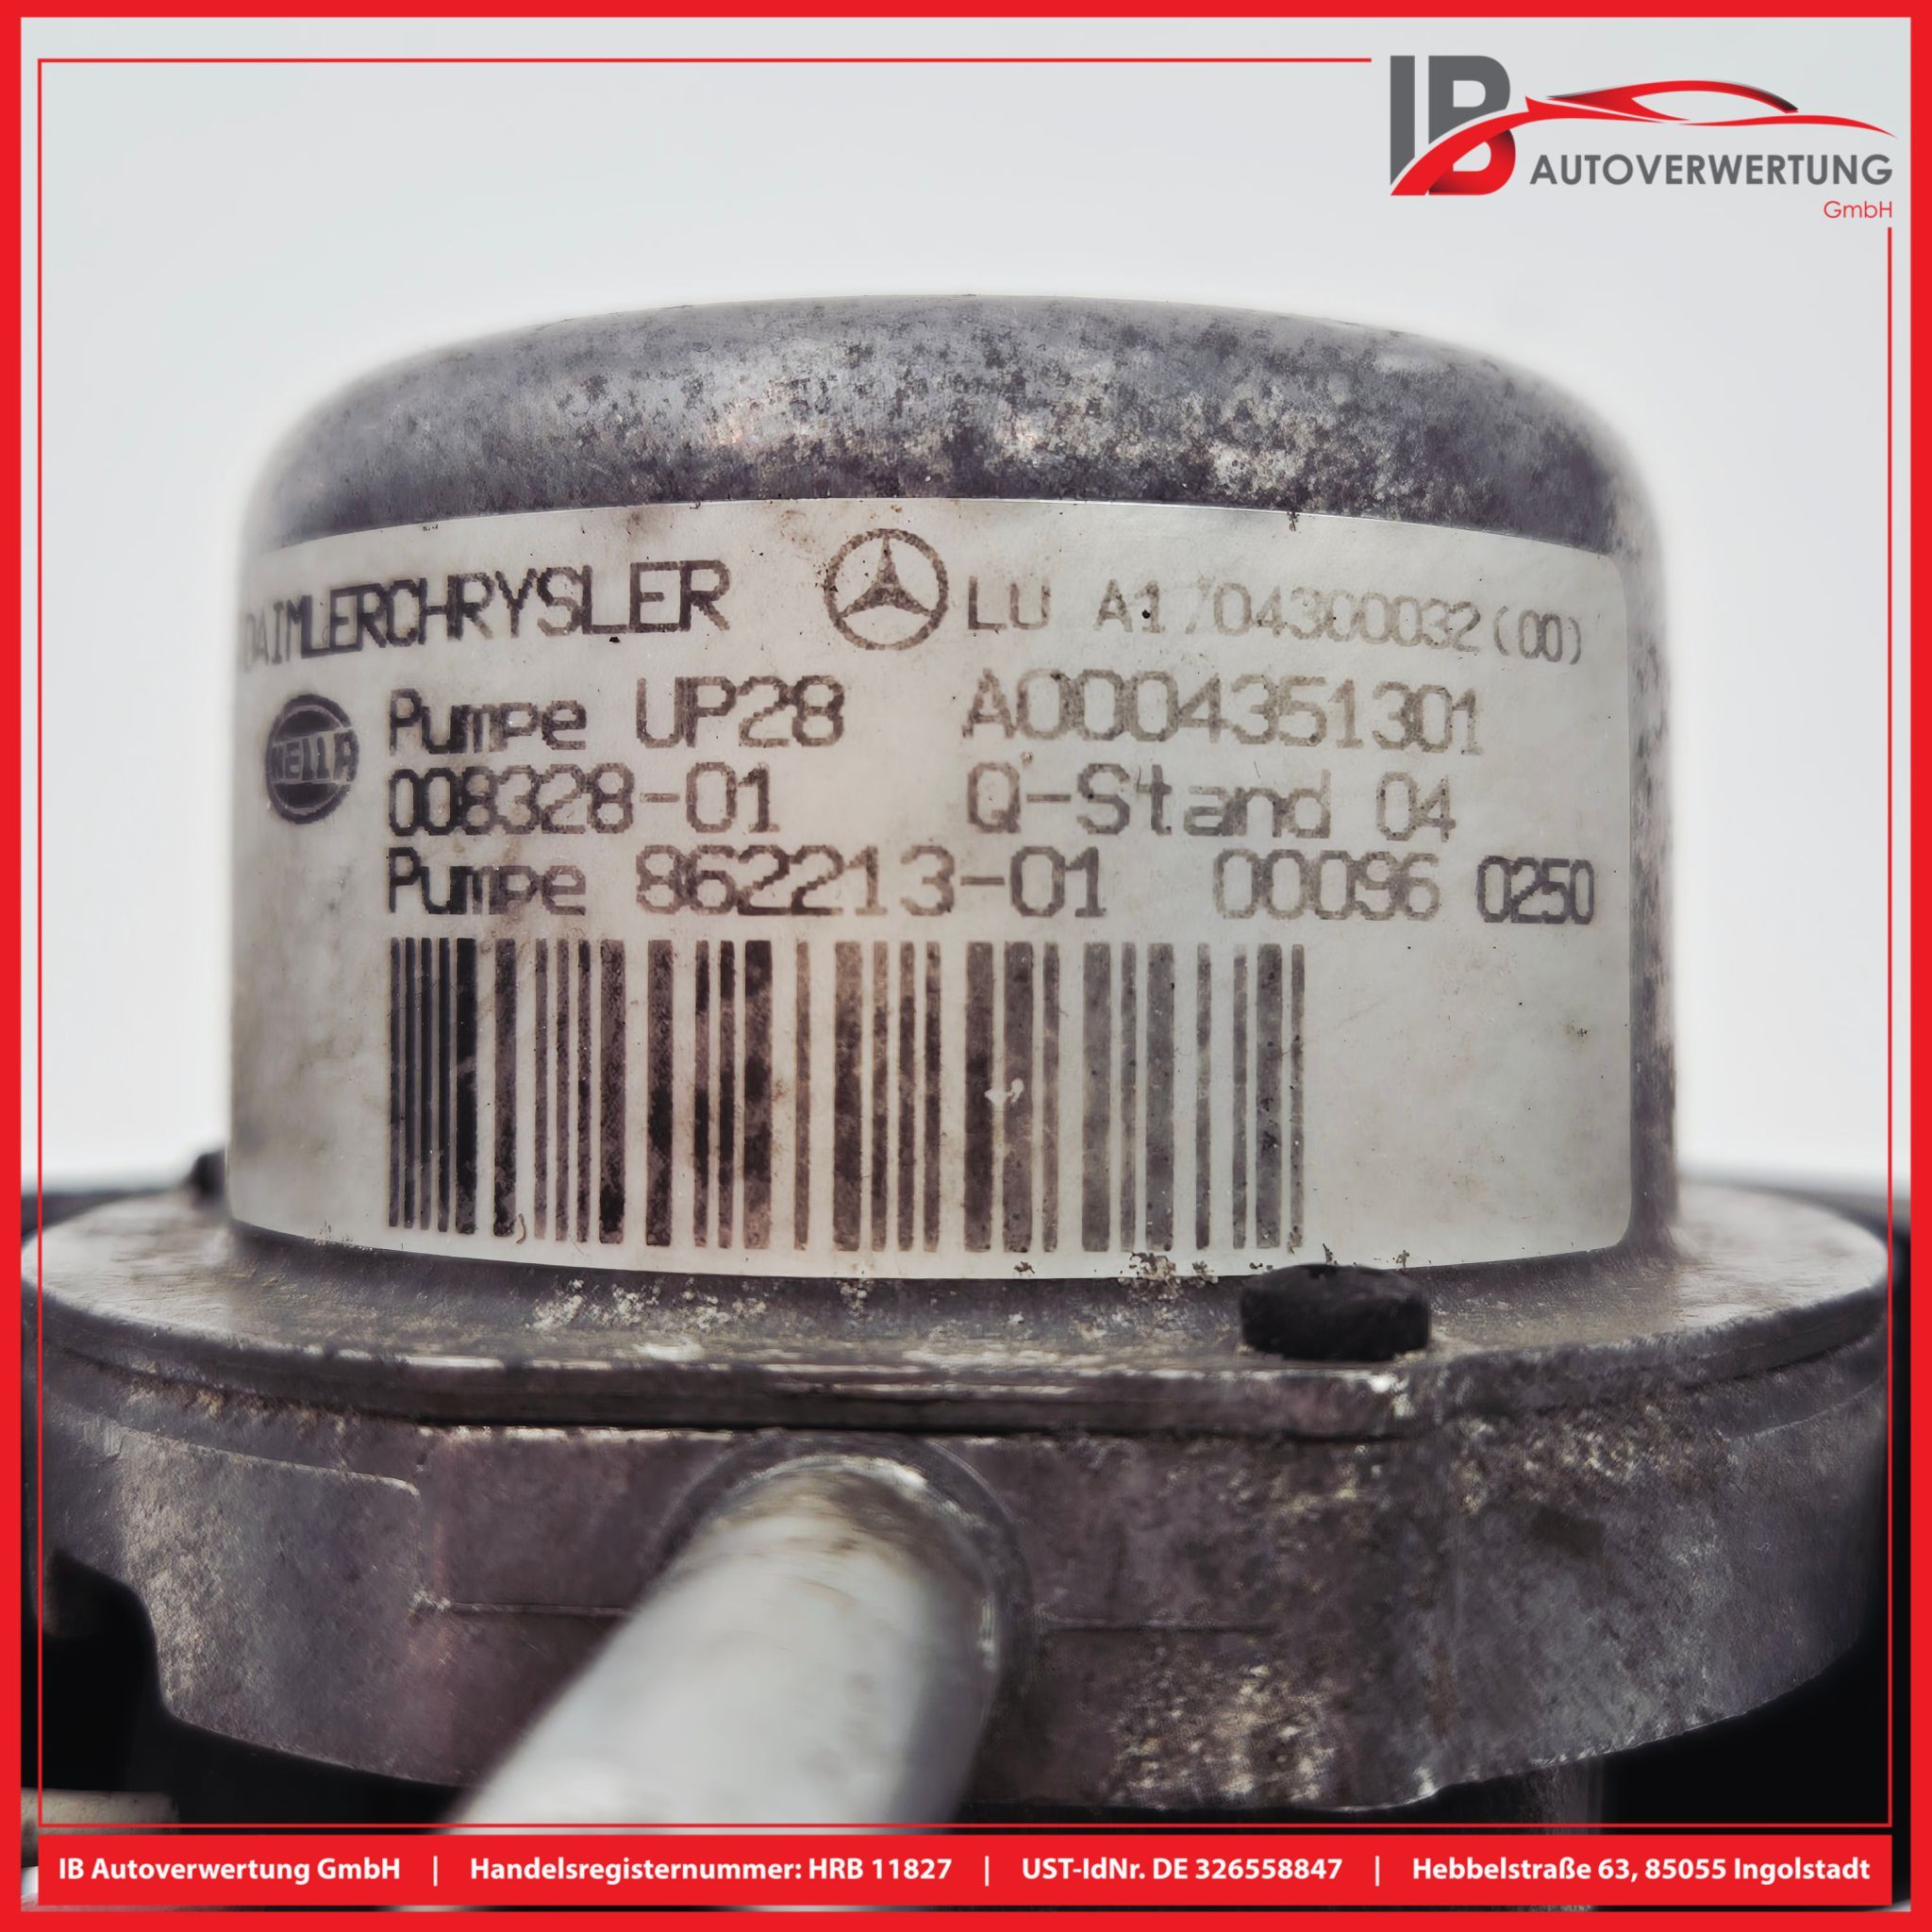 IB AUTOVERWERTUNG
GmbH
DAIMLERCHRYSLER LU A1704300032(00)
HELLA Pumpe UP28 A0004351301
008328-01 Q-Stand 04
Pumpe 862213-01 00096 0250
IB Autoverwertung GmbH | Handelsregisternummer: HRB 11827 | UST-IdNr. DE 326558847 | Hebbelstraße 63, 85055 Ingolstadt